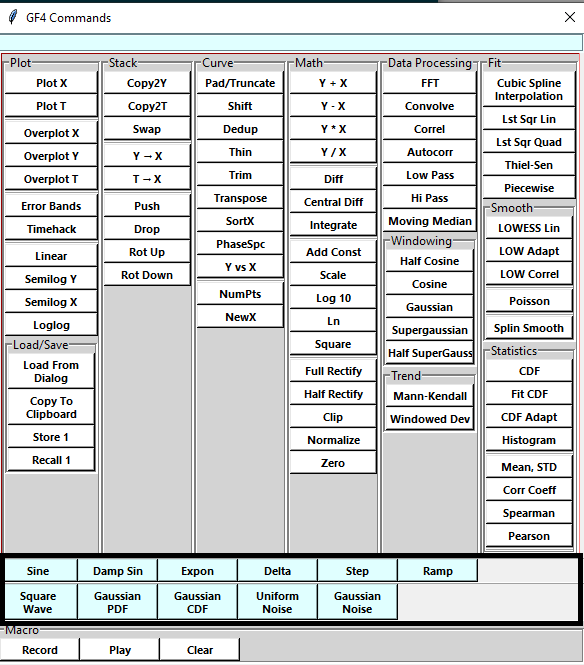 GF4 Commands
Plot
Plot X
Plot T
Overplot X
Overplot Y
Overplot T
Error Bands
Timehack
Linear
Semilog Y
Semilog X
Loglog
Load/Save
Load From
Dialog
Copy To
Clipboard
Store 1
Recall 1
Stack
Copy2Y
Copy2T
Swap
Y → X
T → X
Push
Drop
Rot Up
Rot Down
Curve
Pad/Truncate
Shift
Dedup
Thin
Trim
Transpose
SortX
PhaseSpc
Y vs X
NumPts
NewX
Math
Y + X
Y - X
Y * X
Y / X
Diff
Central Diff
Integrate
Add Const
Scale
Log 10
Ln
Square
Full Rectify
Half Rectify
Clip
Normalize
Zero
Data Processing
FFT
Convolve
Correl
Autocorr
Low Pass
Hi Pass
Moving Median
Windowing
Half Cosine
Cosine
Gaussian
Supergaussian
Half SuperGauss
Trend
Mann-Kendall
Windowed Dev
Fit
Cubic Spline
Interpolation
Lst Sqr Lin
Lst Sqr Quad
Thiel-Sen
Piecewise
Smooth
LOWESS Lin
LOW Adapt
LOW Correl
Poisson
Splin Smooth
Statistics
CDF
Fit CDF
CDF Adapt
Histogram
Mean, STD
Corr Coeff
Spearman
Pearson
Sine
Damp Sin
Expon
Delta
Step
Ramp
Square
Wave
Gaussian
PDF
Gaussian
CDF
Uniform
Noise
Gaussian
Noise
Macro
Record
Play
Clear